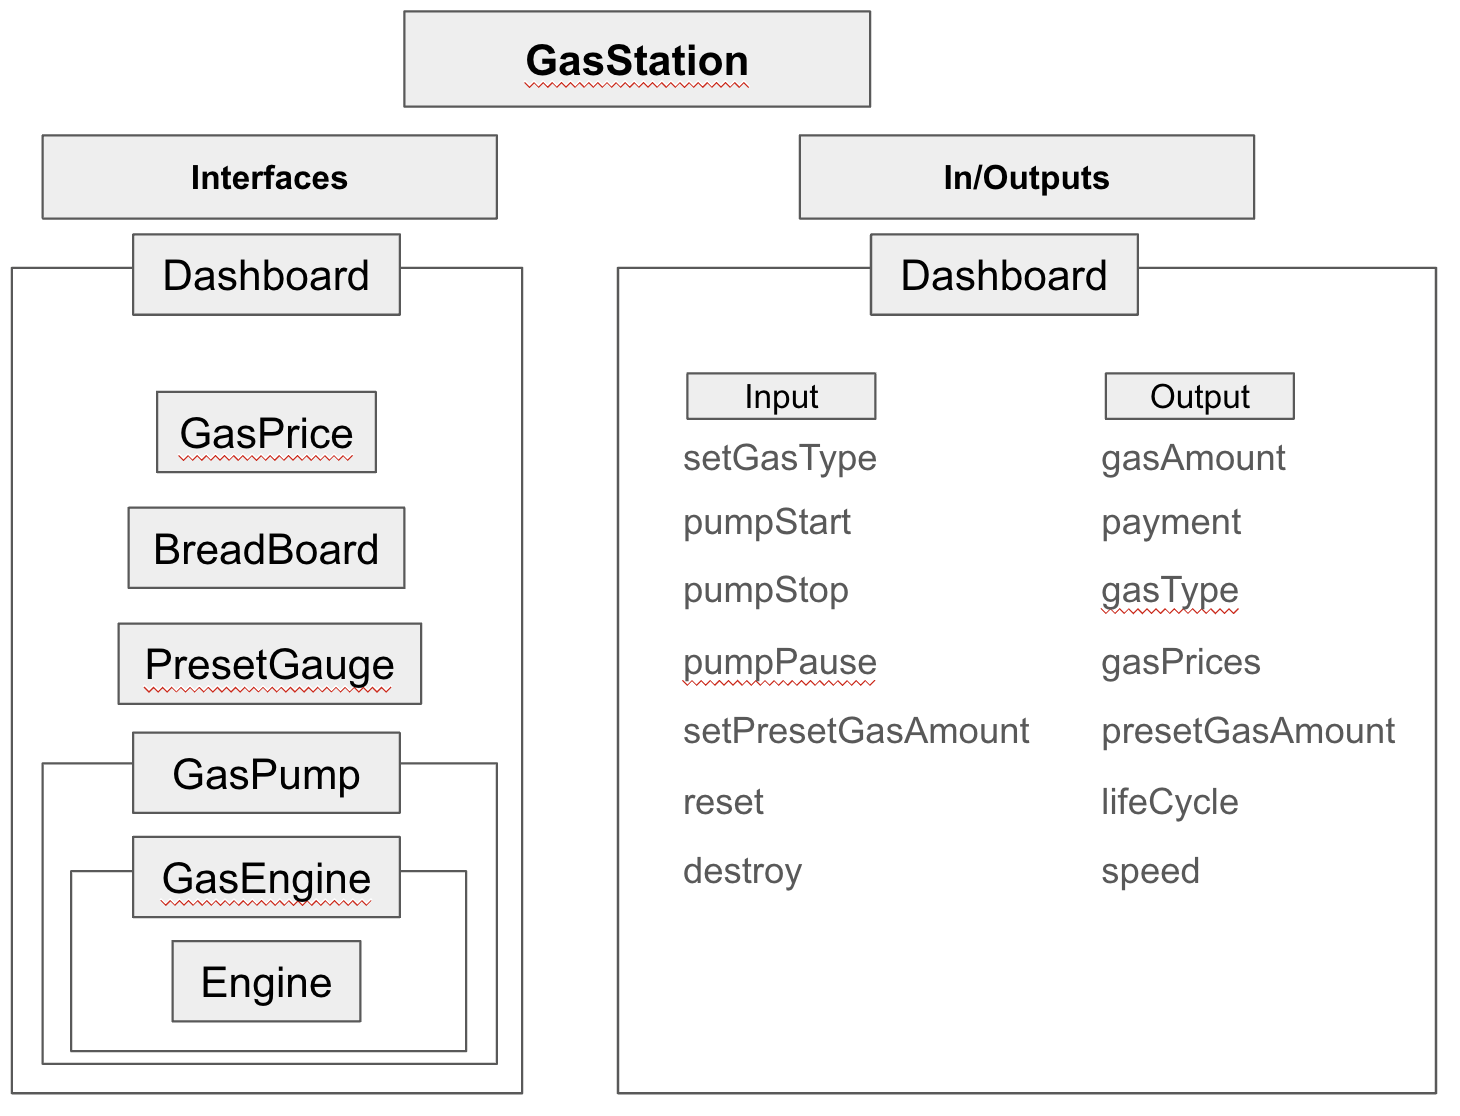 GasStation
Interfaces
Dashboard
GasPrice
BreadBoard
PresetGauge
GasPump
GasEngine
Engine
In/Outputs
Dashboard
Input
setGasType
pumpStart
pumpStop
pumpPause
setPresetGasAmount
reset
destroy
Output
gasAmount
payment
gasType
gasPrices
presetGasAmount
lifeCycle
speed